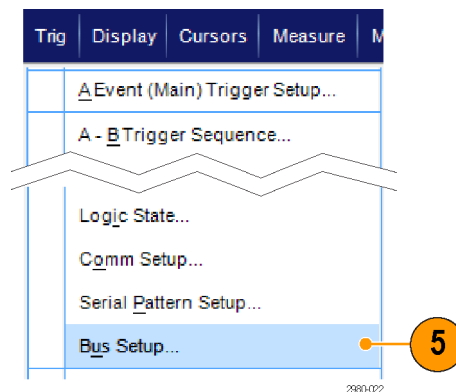 Trig Display Cursors Measure M
A Event (Main) Trigger Setup...
A - B Trigger Sequence...
Logic State...
Comm Setup...
Serial Pattern Setup...
Bus Setup...
5
2980-022